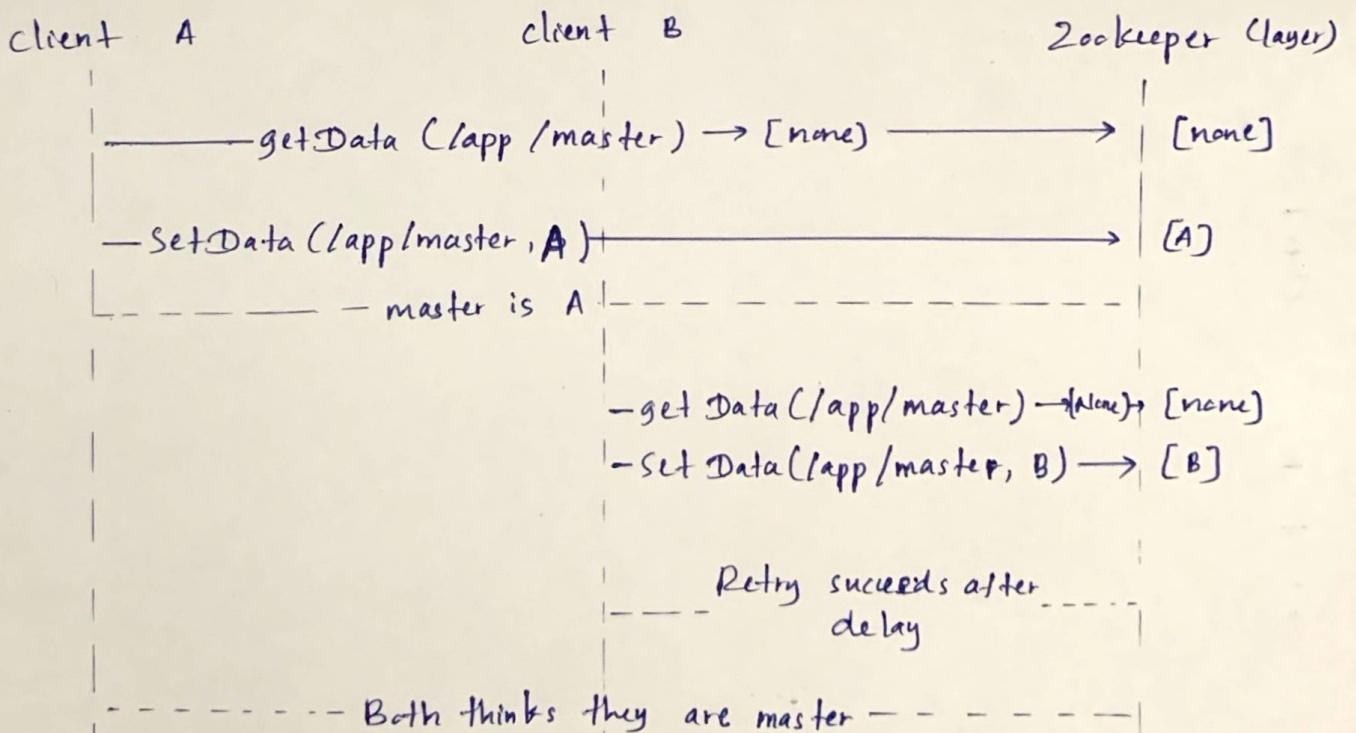 client A client B Zookeeper (layer)
getData (/app/master) → [none] → [none]
SetData (/app/master, A) → [A]
master is A
get Data (/app/master) → [None] → [none]
Set Data (/app/master, B) → [B]
Retry succeeds after
delay
Both thinks they are master